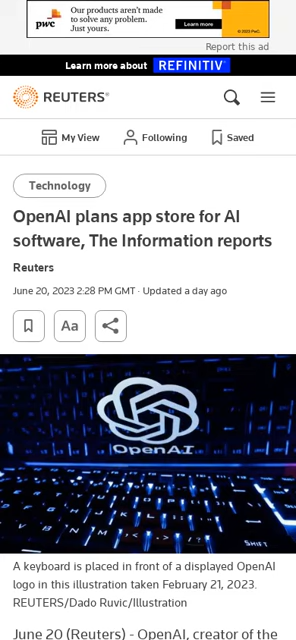 pwc
Our products aren't made
to solve any problem.
Just yours.
Learn more
© 2023 PwC.
Report this ad
Learn more about REFINITIV
REUTERS®
My View Following Saved
Technology
OpenAI plans app store for AI
software, The Information reports
Reuters
June 20, 2023 2:28 PM GMT · Updated a day ago
Aa
OpenAI
A keyboard is placed in front of a displayed OpenAI
logo in this illustration taken February 21, 2023.
REUTERS/Dado Ruvic/Illustration
June 20 (Reuters) - OpenAI, creator of the